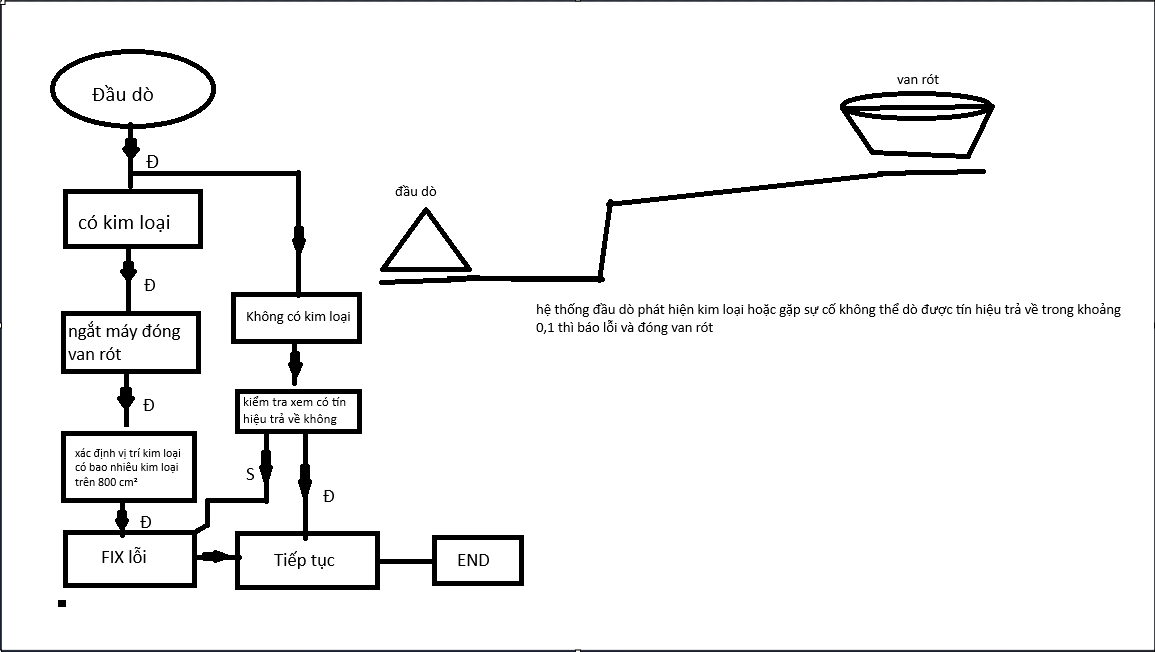 Đầu dò
Đ
có kim loại
Đ
ngắt máy đóng
van rót
Đ
xác định vị trí kim loại
có bao nhiêu kim loại
trên 800 cm²
Đ
FIX lỗi
Không có kim loại
kiểm tra xem có tín
hiệu trả về không
S
Đ
Tiếp tục
END
đầu dò
van rót
hệ thống đầu dò phát hiện kim loại hoặc gặp sự cố không thể dò được tín hiệu trả về trong khoảng
0,1 thì báo lỗi và đóng van rót